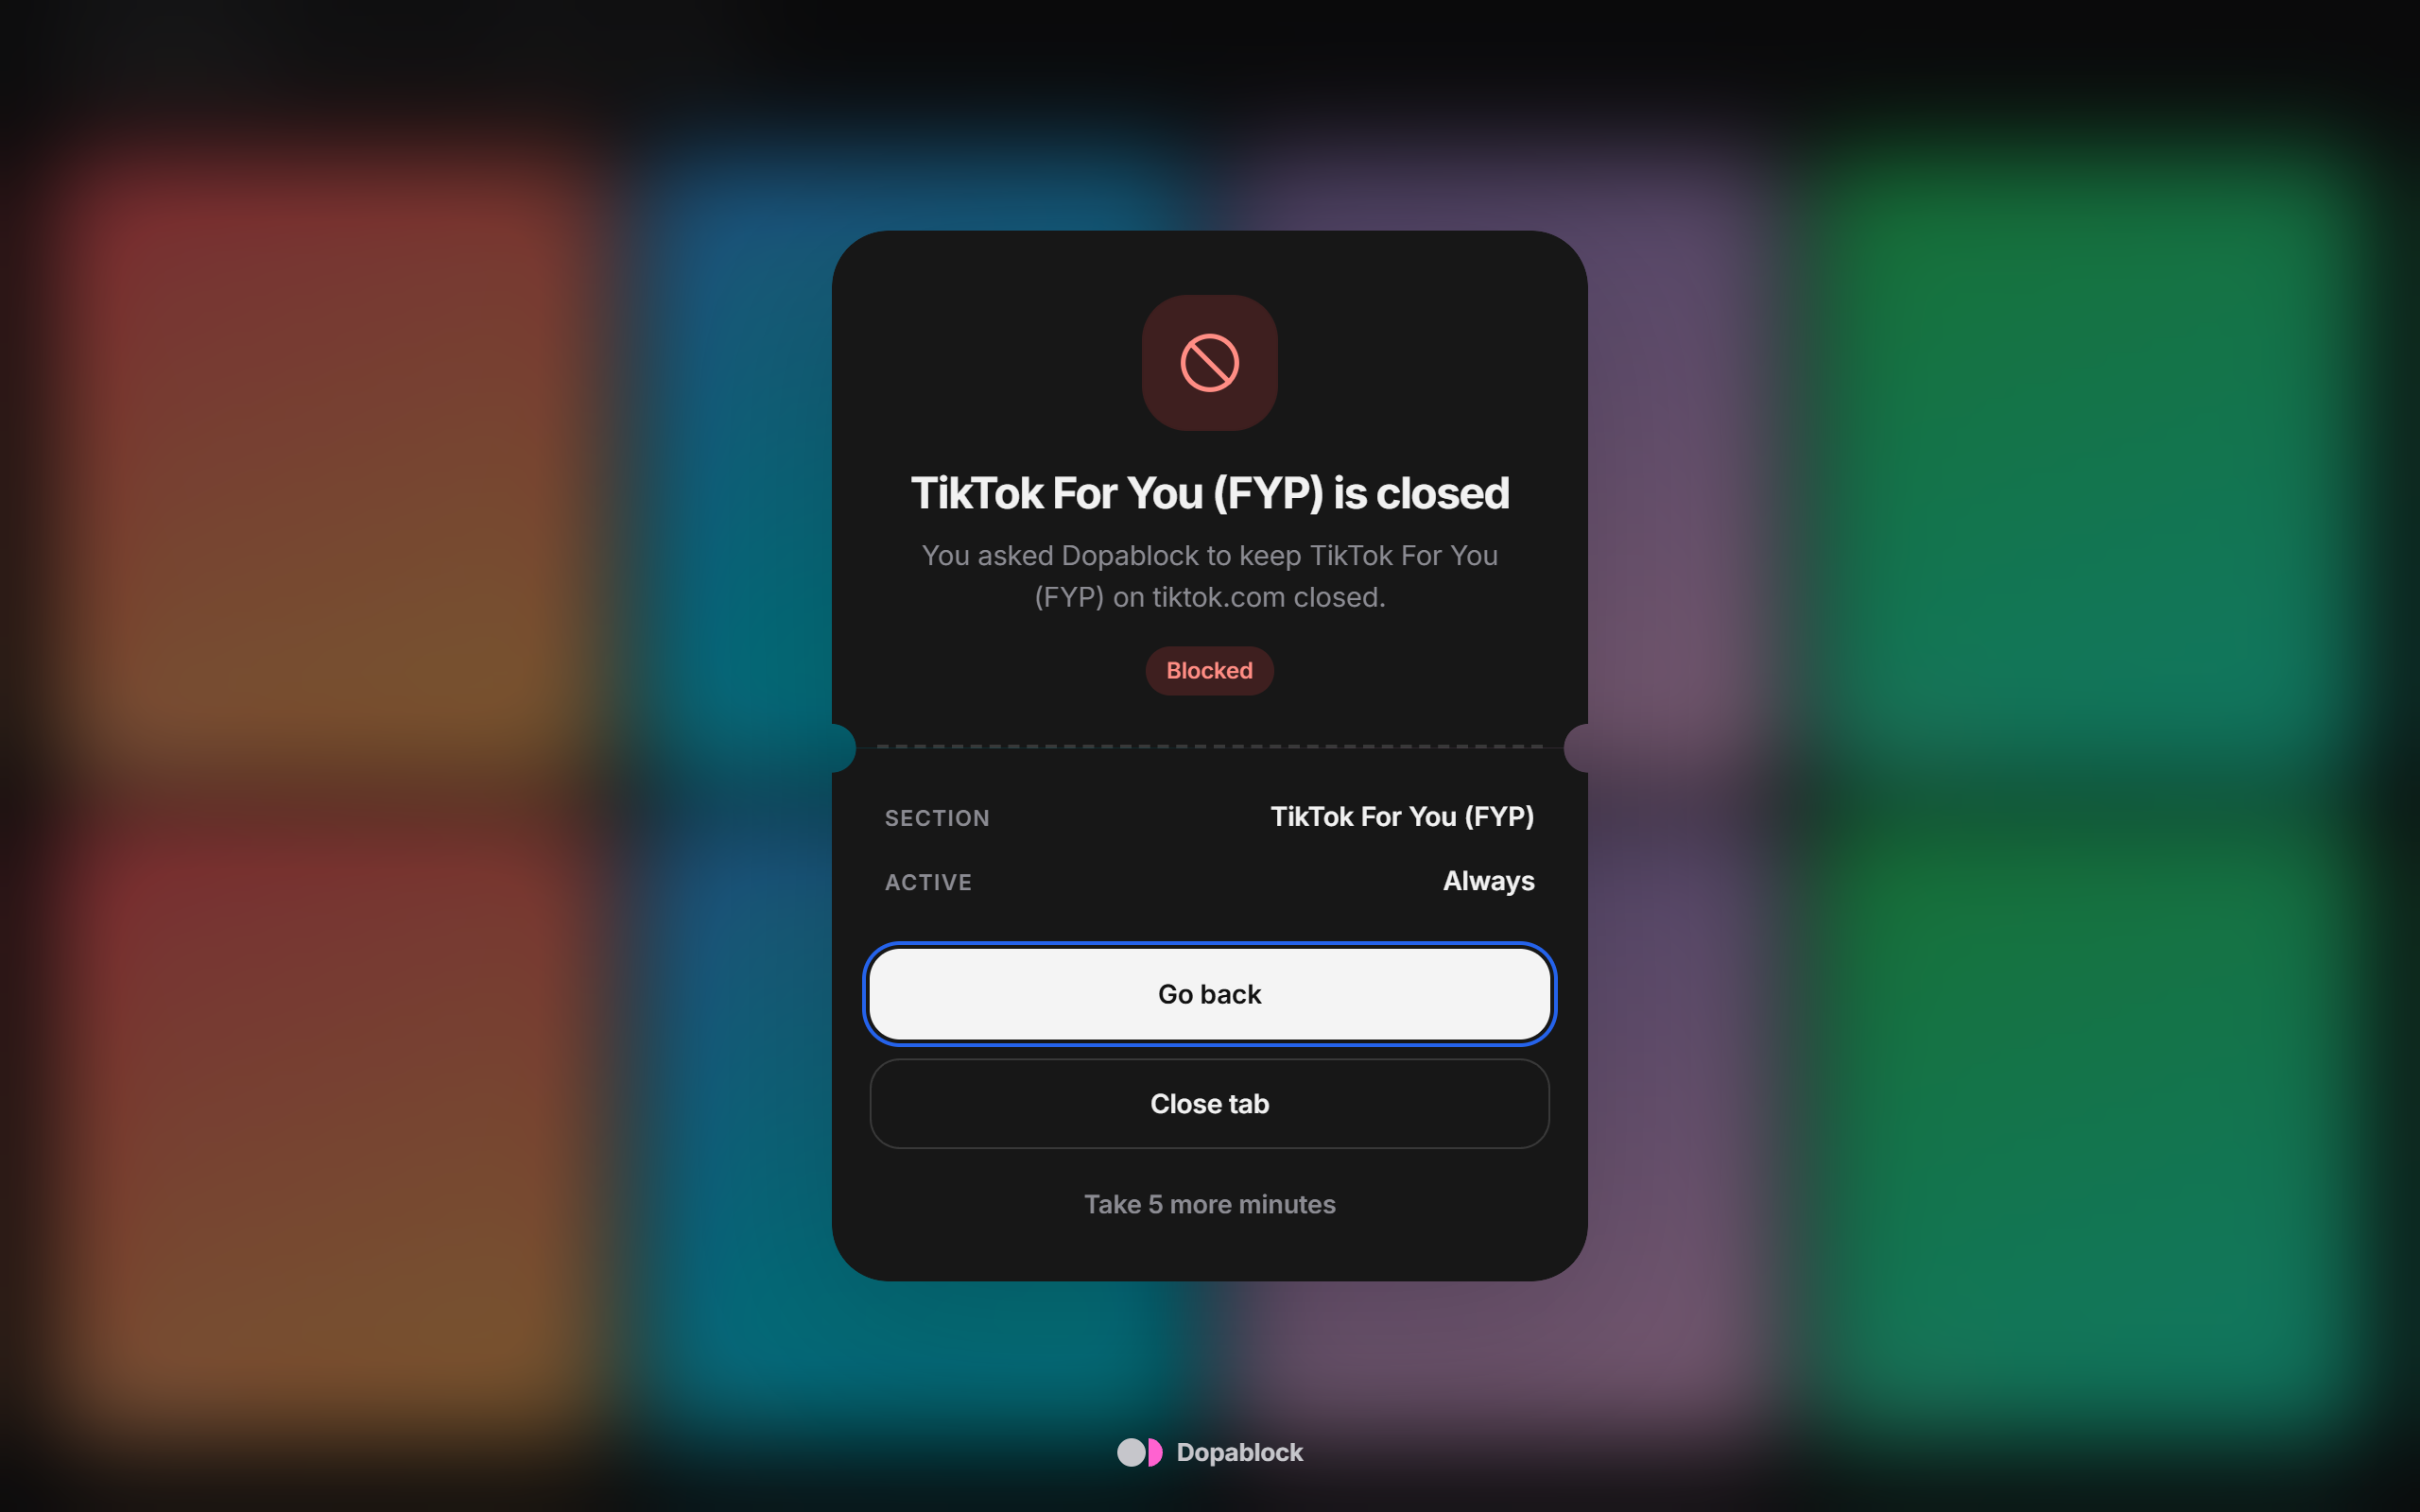 TikTok For You (FYP) is closed
You asked Dopablock to keep TikTok For You
(FYP) on tiktok.com closed.
Blocked
SECTION TikTok For You (FYP)
ACTIVE Always
Go back
Close tab
Take 5 more minutes
Dopablock